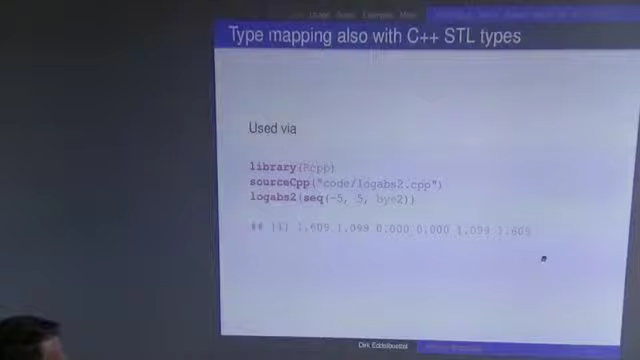 Type mapping also with C++ STL types
Used via
library(Rcpp)
sourceCpp("code/logabs2.cpp")
logabs2(seq(-5, 5, by=2))
## [1] 1.609 1.099 0.000 0.000 1.099 1.609
Dirk Eddelbuettel